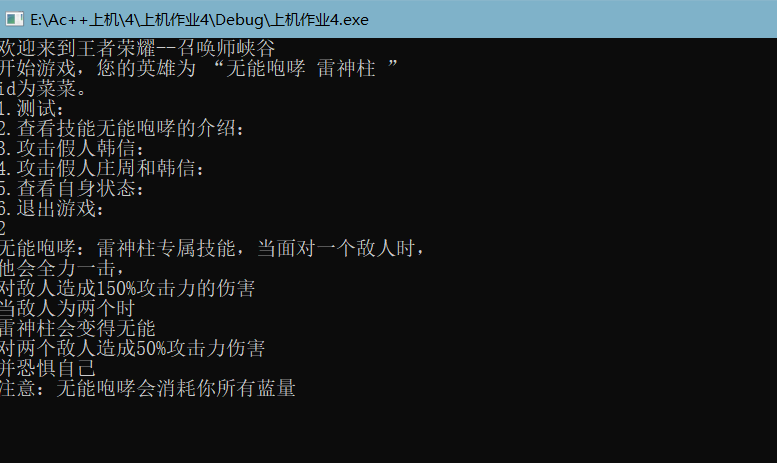 E:\Ac++上机\4\上机作业4\Debug\上机作业4.exe
欢迎来到王者荣耀--召唤师峡谷
开始游戏，您的英雄为 “无能咆哮 雷神柱 ”
id为菜菜。
1.测试：
2.查看技能无能咆哮的介绍：
3.攻击假人韩信：
4.攻击假人庄周和韩信：
5.查看自身状态：
6.退出游戏：
2
无能咆哮：雷神柱专属技能，当面对一个敌人时，
他会全力一击，
对敌人造成150%攻击力的伤害
当敌人为两个时
雷神柱会变得无能
对两个敌人造成50%攻击力伤害
并恐惧自己
注意：无能咆哮会消耗你所有蓝量